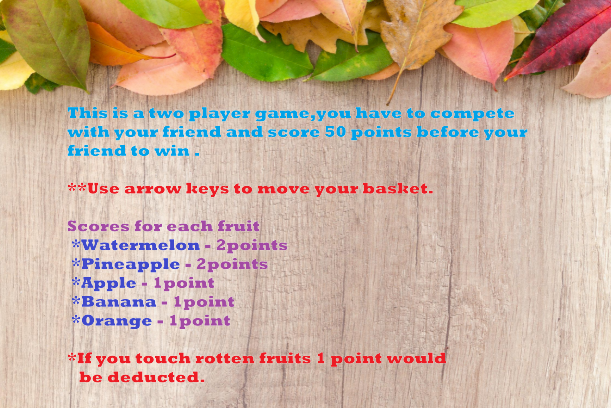 This is a two player game,you have to compete
with your friend and score 50 points before your
friend to win .
**Use arrow keys to move your basket.
Scores for each fruit
*Watermelon - 2points
*Pineapple - 2points
*Apple - 1point
*Banana - 1point
*Orange - 1point
*If you touch rotten fruits 1 point would
be deducted.